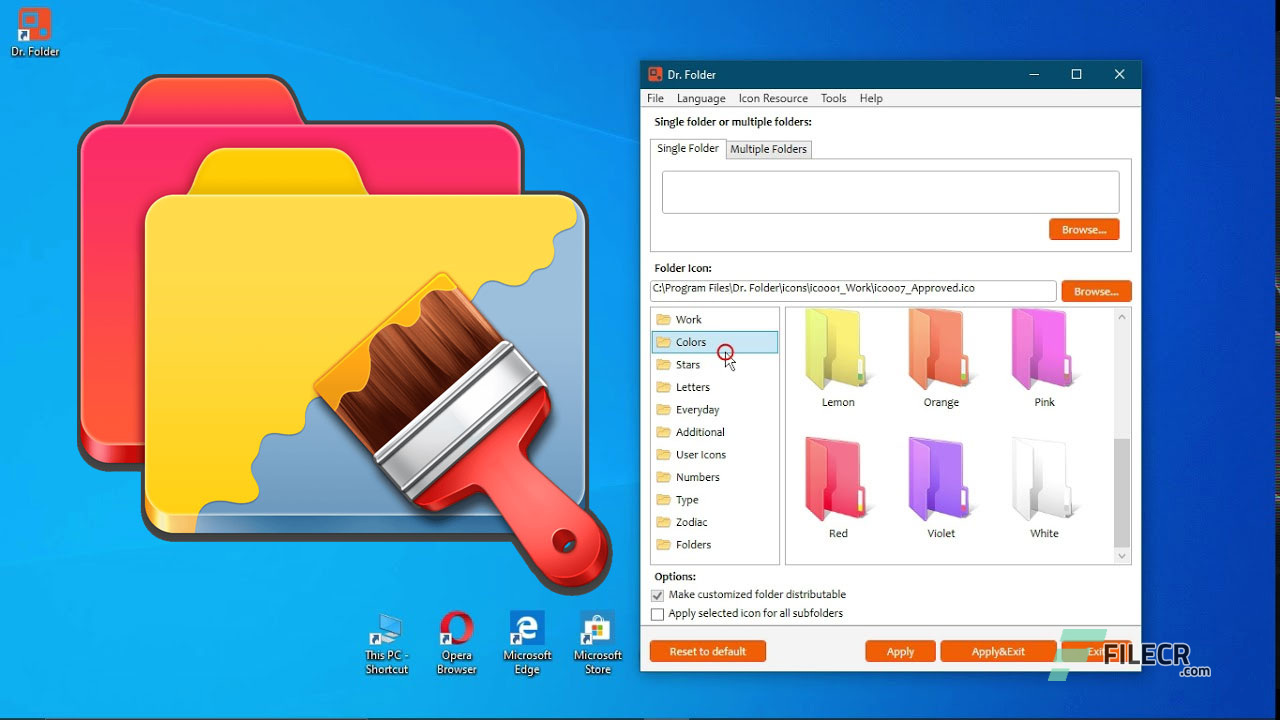 Dr. Folder
Dr. Folder
File Language Icon Resource Tools Help
Single folder or multiple folders:
Single Folder Multiple Folders
Browse...
Folder Icon:
C:\Program Files\Dr. Folder\icons\ico001_Work\ico007_Approved.ico
Browse...
Work
Colors
Stars
Letters
Everyday
Additional
User Icons
Numbers
Type
Zodiac
Folders
Lemon Orange Pink
Red Violet White
Options:
Make customized folder distributable
Apply selected icon for all subfolders
Reset to default Apply Apply&Exit Exit
This PC -
Shortcut
Opera
Browser
Microsoft
Edge
Microsoft
Store
FILECR
.com